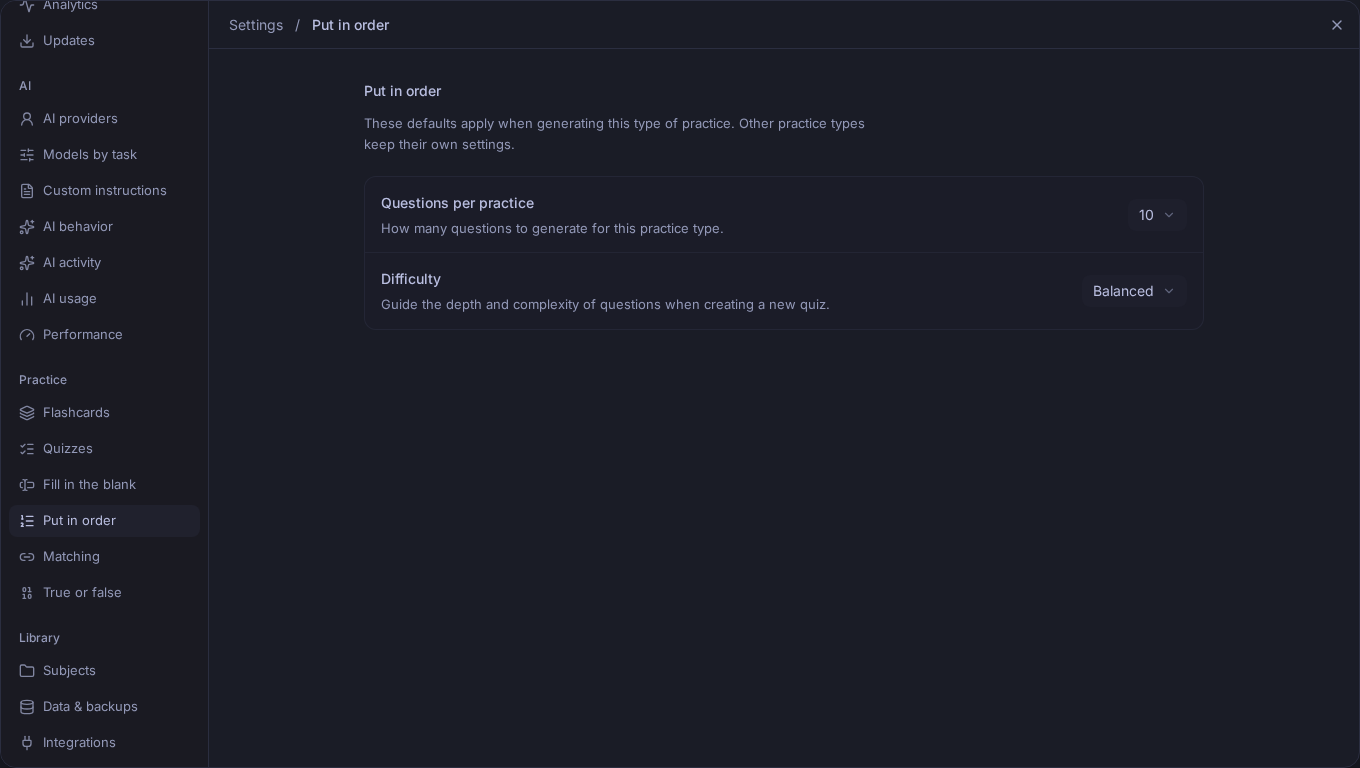 Analytics
Updates
AI
AI providers
Models by task
Custom instructions
AI behavior
AI activity
AI usage
Performance
Practice
Flashcards
Quizzes
Fill in the blank
Put in order
Matching
True or false
Library
Subjects
Data & backups
Integrations
Settings / Put in order
Put in order
These defaults apply when generating this type of practice. Other practice types
keep their own settings.
Questions per practice
How many questions to generate for this practice type.
10
Difficulty
Guide the depth and complexity of questions when creating a new quiz.
Balanced